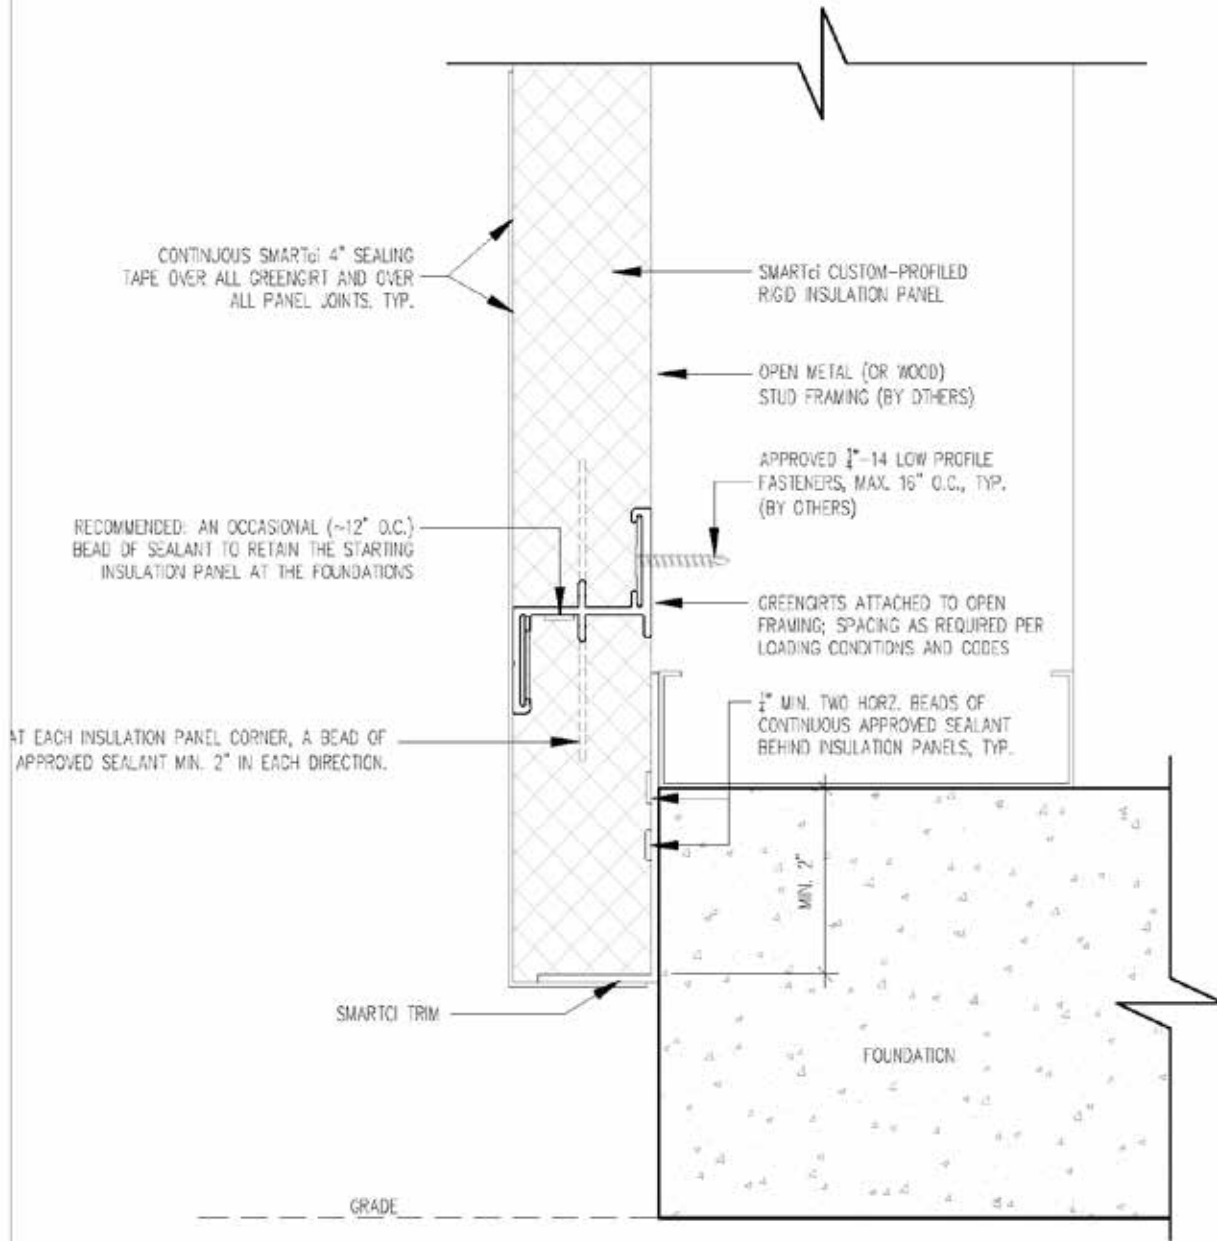 CONTINUOUS SMARTci 4" SEALING
TAPE OVER ALL GREENGIRT AND OVER
ALL PANEL JOINTS. TYP.
SMARTci CUSTOM-PROFILED
RIGID INSULATION PANEL
OPEN METAL (OR WOOD)
STUD FRAMING (BY OTHERS)
APPROVED ¼"-14 LOW PROFILE
FASTENERS, MAX. 16" O.C., TYP.
(BY OTHERS)
RECOMMENDED: AN OCCASIONAL (~12" O.C.)
BEAD OF SEALANT TO RETAIN THE STARTING
INSULATION PANEL AT THE FOUNDATIONS
GREENGIRTS ATTACHED TO OPEN
FRAMING; SPACING AS REQUIRED PER
LOADING CONDITIONS AND CODES
¼" MIN. TWO HORZ. BEADS OF
CONTINUOUS APPROVED SEALANT
BEHIND INSULATION PANELS, TYP.
AT EACH INSULATION PANEL CORNER, A BEAD OF
APPROVED SEALANT MIN. 2" IN EACH DIRECTION.
MIN. 2"
SMARTCI TRIM
FOUNDATION
GRADE